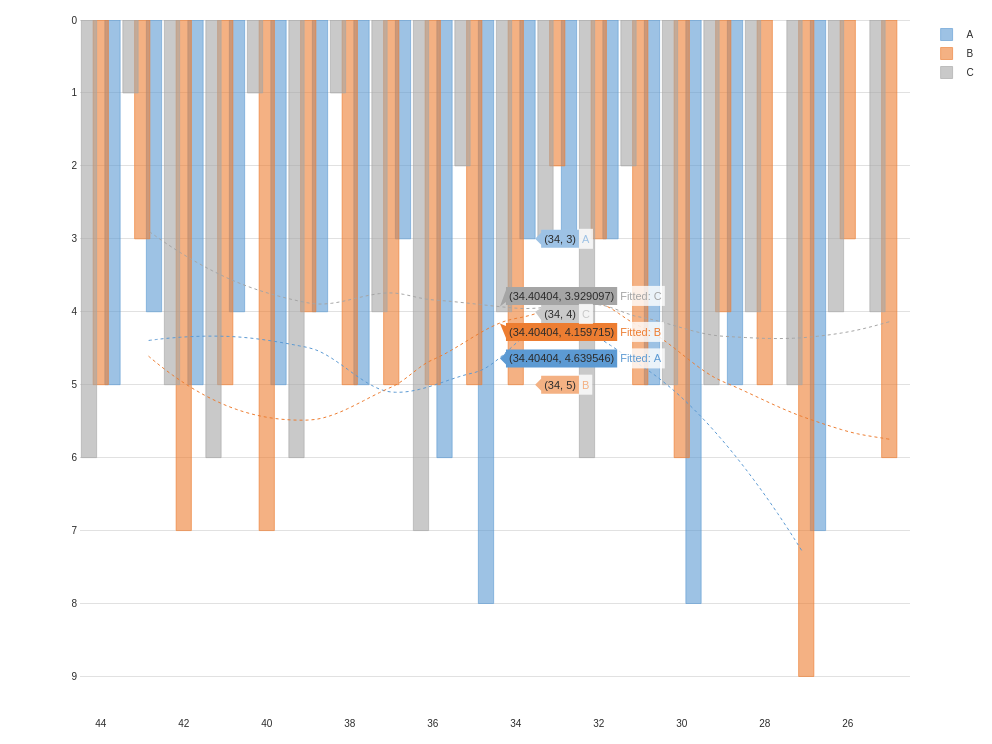 0
A
B
1
C
2
3
(34, 3) A
(34.40404, 3.929097) Fitted: C
4
(34, 4) C
(34.40404, 4.159715) Fitted: B
(34.40404, 4.639546) Fitted: A
5
(34, 5) B
6
7
8
9
44 42 40 38 36 34 32 30 28 26